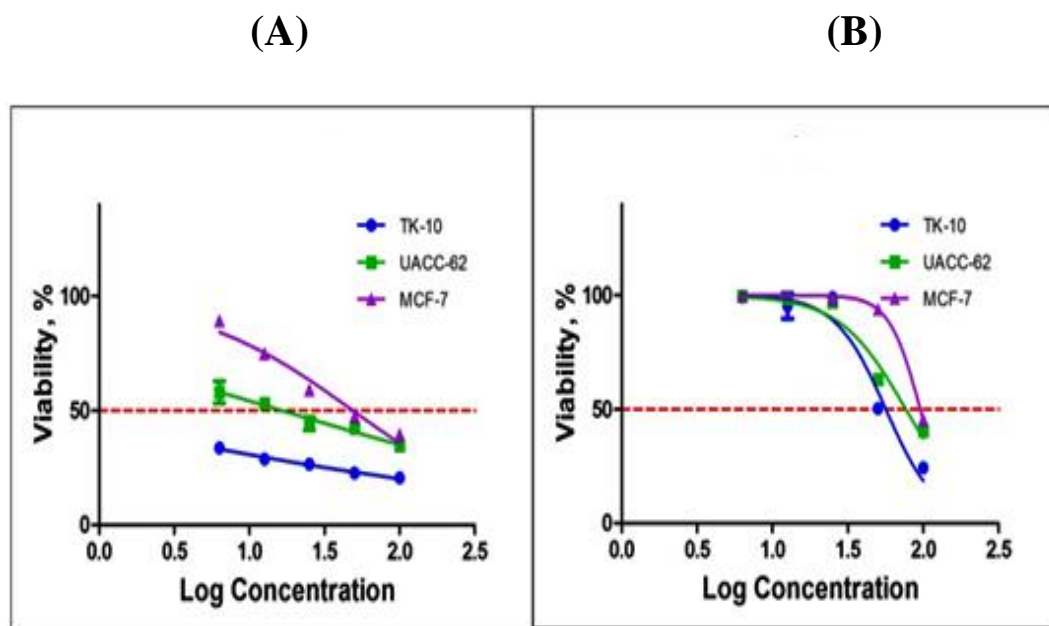 (A)
(B)
TK-10
UACC-62
MCF-7
100
50
0
0.0 0.5 1.0 1.5 2.0 2.5
Viability, %
Log Concentration
TK-10
UACC-62
MCF-7
100
50
0
0.0 0.5 1.0 1.5 2.0 2.5
Viability, %
Log Concentration